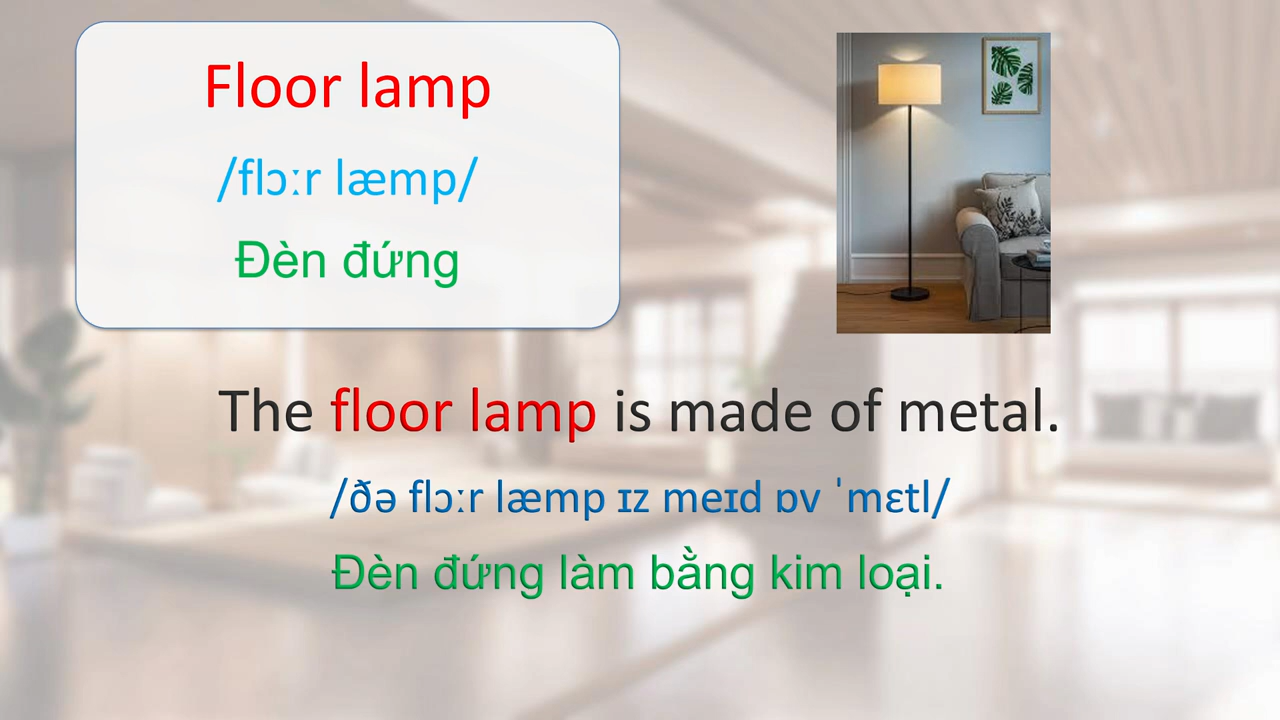 Floor lamp
/flɔːr læmp/
Đèn đứng
The floor lamp is made of metal.
/ðə flɔːr læmp ɪz meɪd ɒv ˈmɛtl/
Đèn đứng làm bằng kim loại.